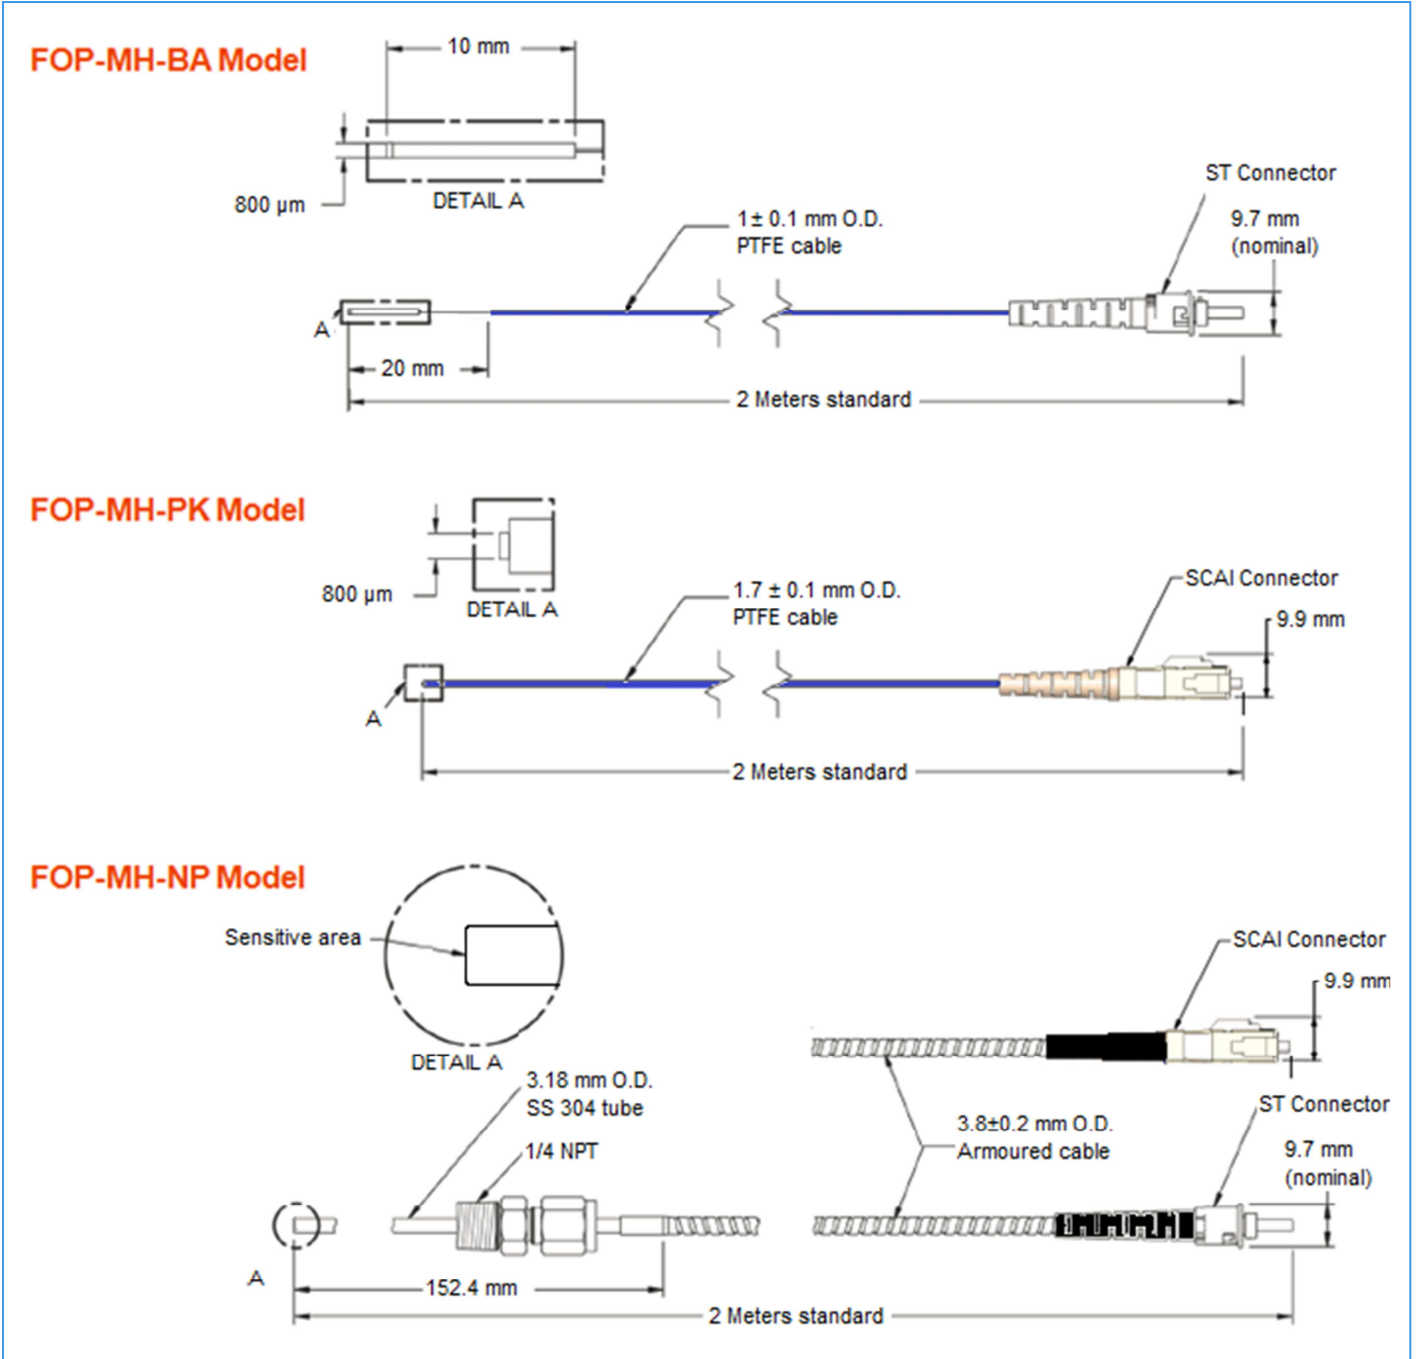 FOP-MH-BA Model
10 mm
800 µm
DETAIL A
ST Connector
1± 0.1 mm O.D.
PTFE cable
9.7 mm
(nominal)
A
20 mm
2 Meters standard
FOP-MH-PK Model
800 µm
DETAIL A
1.7 ± 0.1 mm O.D.
PTFE cable
SCAI Connector
9.9 mm
A
2 Meters standard
FOP-MH-NP Model
Sensitive area
DETAIL A
SCAI Connector
9.9 mm
3.18 mm O.D.
SS 304 tube
1/4 NPT
3.8±0.2 mm O.D.
Armoured cable
ST Connector
9.7 mm
(nominal)
A
152.4 mm
2 Meters standard